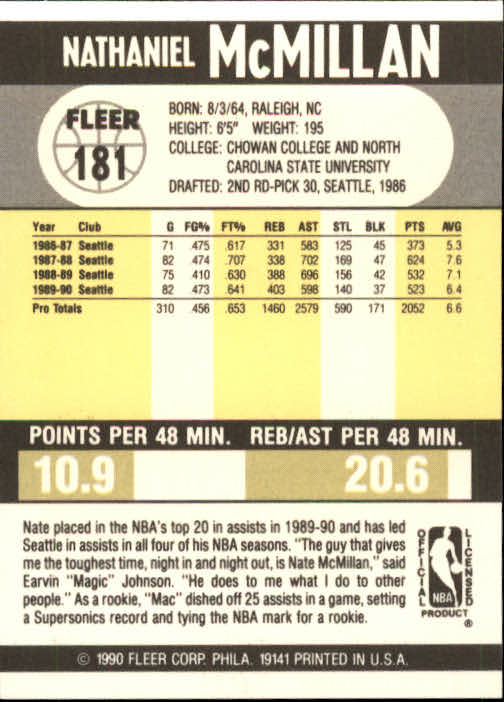 NATHANIEL McMILLAN
FLEER
181
BORN: 8/3/64, RALEIGH, NC
HEIGHT: 6'5" WEIGHT: 195
COLLEGE: CHOWAN COLLEGE AND NORTH
CAROLINA STATE UNIVERSITY
DRAFTED: 2ND RD-PICK 30, SEATTLE, 1986
Year Club G FG% FT% REB AST STL BLK PTS AVG
1986-87 Seattle 71 .475 .617 331 583 125 45 373 5.3
1987-88 Seattle 82 .474 .707 338 702 169 47 624 7.6
1988-89 Seattle 75 .410 .630 388 696 156 42 532 7.1
1989-90 Seattle 82 .473 .641 403 598 140 37 523 6.4
Pro Totals 310 .456 .653 1460 2579 590 171 2052 6.6
POINTS PER 48 MIN. REB/AST PER 48 MIN.
10.9 20.6
Nate placed in the NBA's top 20 in assists in 1989-90 and has led
Seattle in assists in all four of his NBA seasons. "The guy that gives
me the toughest time, night in and night out, is Nate McMillan," said
Earvin "Magic" Johnson. "He does to me what I do to other
people." As a rookie, "Mac" dished off 25 assists in a game, setting
a Supersonics record and tying the NBA mark for a rookie.
OFFICIAL
LICENSED
NBA
PRODUCT ®
© 1990 FLEER CORP. PHILA. 19141 PRINTED IN U.S.A.